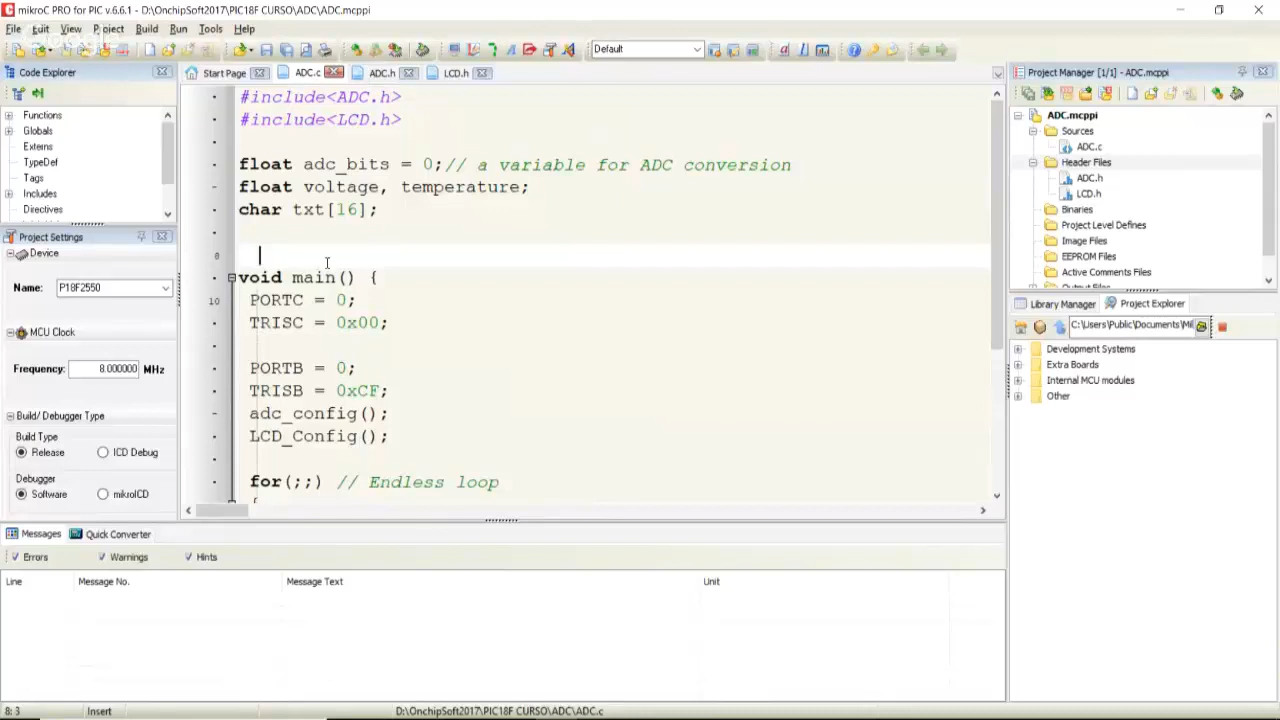 mikroC PRO for PIC v.6.6.1 - D:\OnchipSoft2017\PIC18F CURSO\ADC\ADC.mcppi
File Edit View Project Build Run Tools Help
Default
Code Explorer
Functions
Globals
Externs
TypeDef
Tags
Includes
Directives
Project Settings
Device
Name: P18F2550
MCU Clock
Frequency: 8.000000 MHz
Build/ Debugger Type
Build Type
Release ICD Debug
Debugger
Software mikroICD
Start Page ADC.c ADC.h LCD.h
#include<ADC.h>
#include<LCD.h>
float adc_bits = 0;// a variable for ADC conversion
float voltage, temperature;
char txt[16];
8
void main() {
10 PORTC = 0;
TRISC = 0x00;
PORTB = 0;
TRISB = 0xCF;
adc_config();
LCD_Config();
for(;;) // Endless loop
{
Project Manager [1/1] - ADC.mcppi
ADC.mcppi
Sources
ADC.c
Header Files
ADC.h
LCD.h
Binaries
Project Level Defines
Image Files
EEPROM Files
Active Comments Files
Output Files
Library Manager Project Explorer
C:\Users\Public\Documents\Mi
Development Systems
Extra Boards
Internal MCU modules
Other
Messages Quick Converter
Errors Warnings Hints
Line Message No. Message Text Unit
8: 3 Insert D:\OnchipSoft2017\PIC18F CURSO\ADC\ADC.c